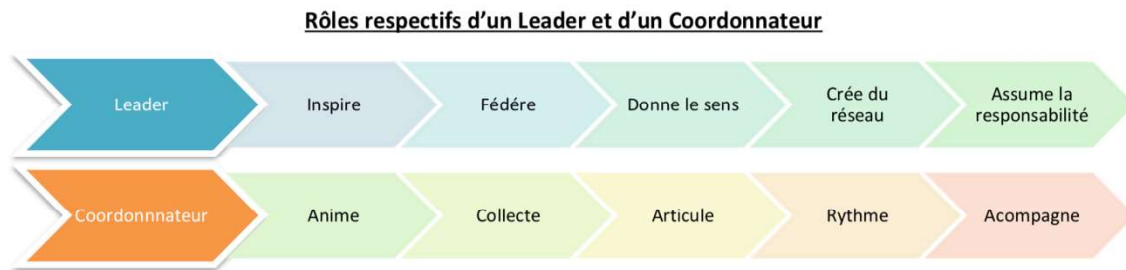 Rôles respectifs d’un Leader et d’un Coordonnateur
Leader
Inspire
Fédére
Donne le sens
Crée du
réseau
Assume la
responsabilité
Coordonnnateur
Anime
Collecte
Articule
Rythme
Acompagne